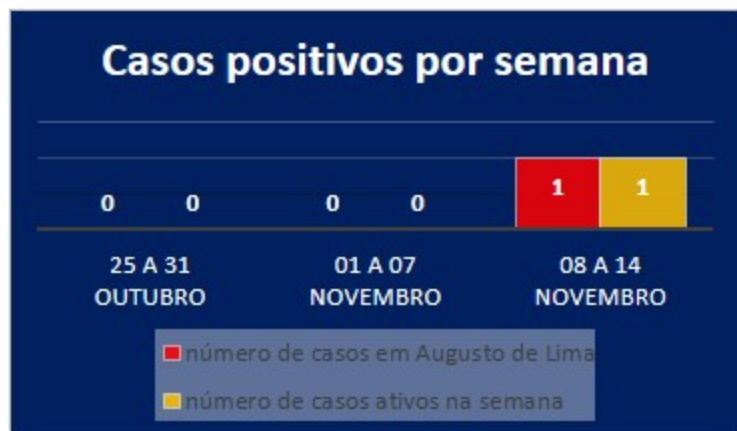 Casos positivos por semana
0 0 0 0 1 1
25 A 31 01 A 07 08 A 14
OUTUBRO NOVEMBRO NOVEMBRO
número de casos em Augusto de Lima
número de casos ativos na semana